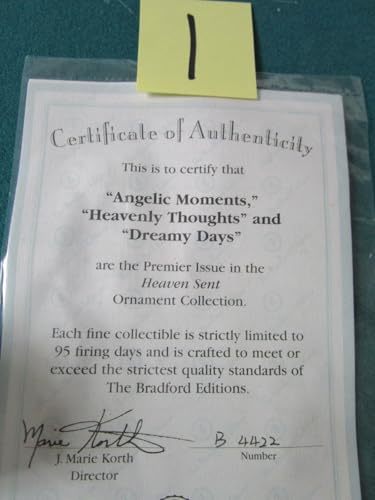 1
Certificate of Authenticity
This is to certify that
“Angelic Moments,”
“Heavenly Thoughts” and
“Dreamy Days”
are the Premier Issue in the
Heaven Sent
Ornament Collection.
Each fine collectible is strictly limited to
95 firing days and is crafted to meet or
exceed the strictest quality standards of
The Bradford Editions.
Marie Korth B 4422
J. Marie Korth Number
Director